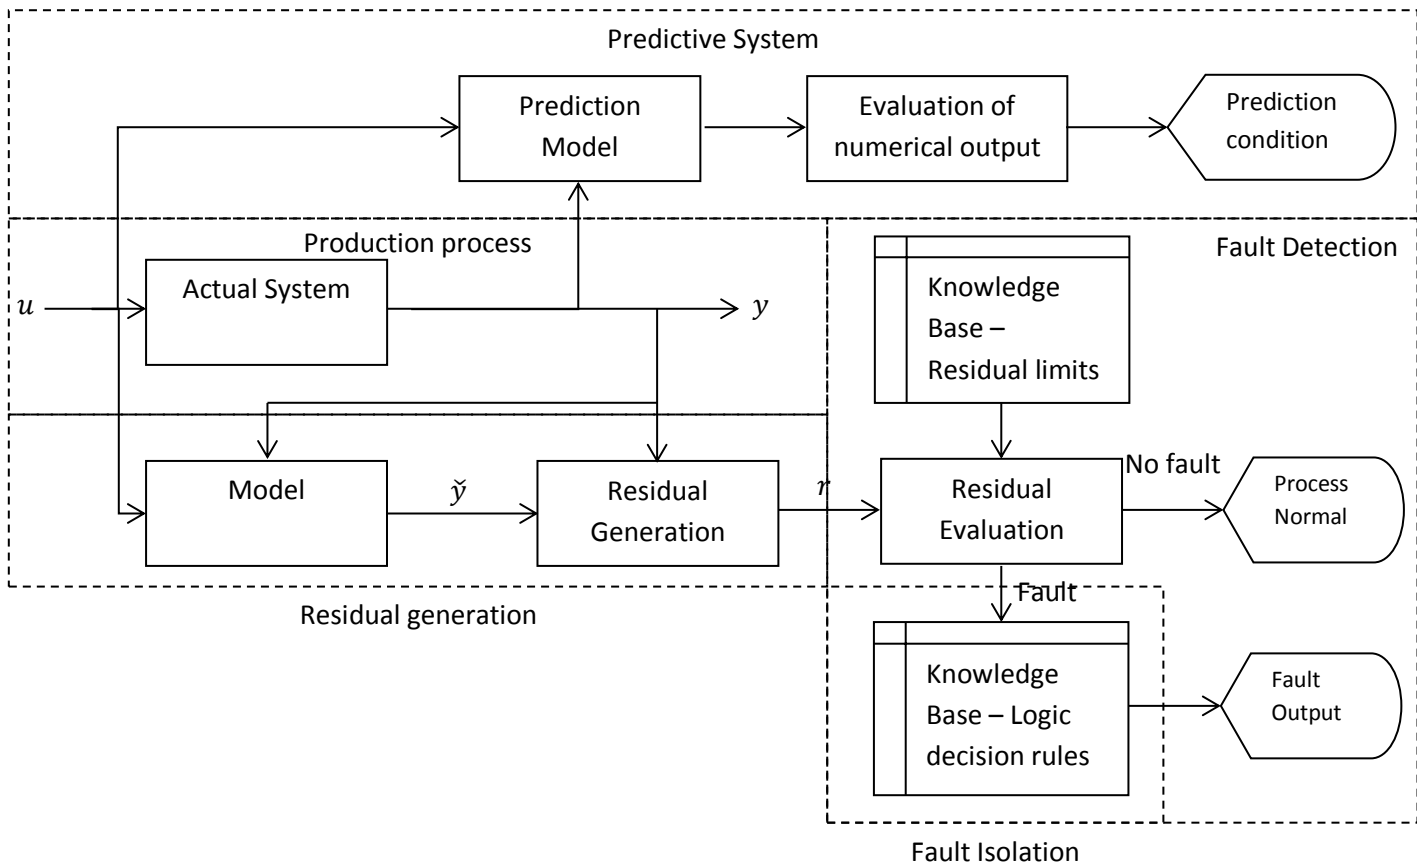 Predictive System
Prediction
Model
Evaluation of
numerical output
Prediction
condition
Production process
Fault Detection
Actual System
u
y
Knowledge
Base –
Residual limits
Model
y̌
Residual
Generation
r
Residual
Evaluation
No fault
Process
Normal
Fault
Residual generation
Knowledge
Base – Logic
decision rules
Fault
Output
Fault Isolation